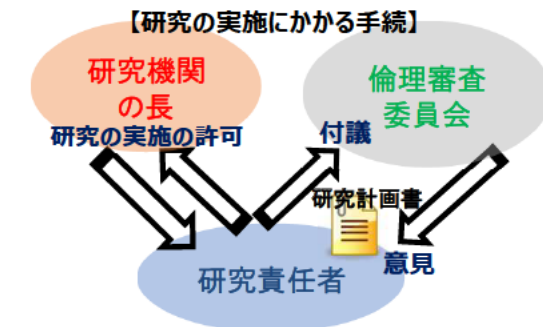 【研究の実施にかかる手続】
研究機関
の長
研究の実施の許可
倫理審査
委員会
付議
研究計画書
意見
研究責任者